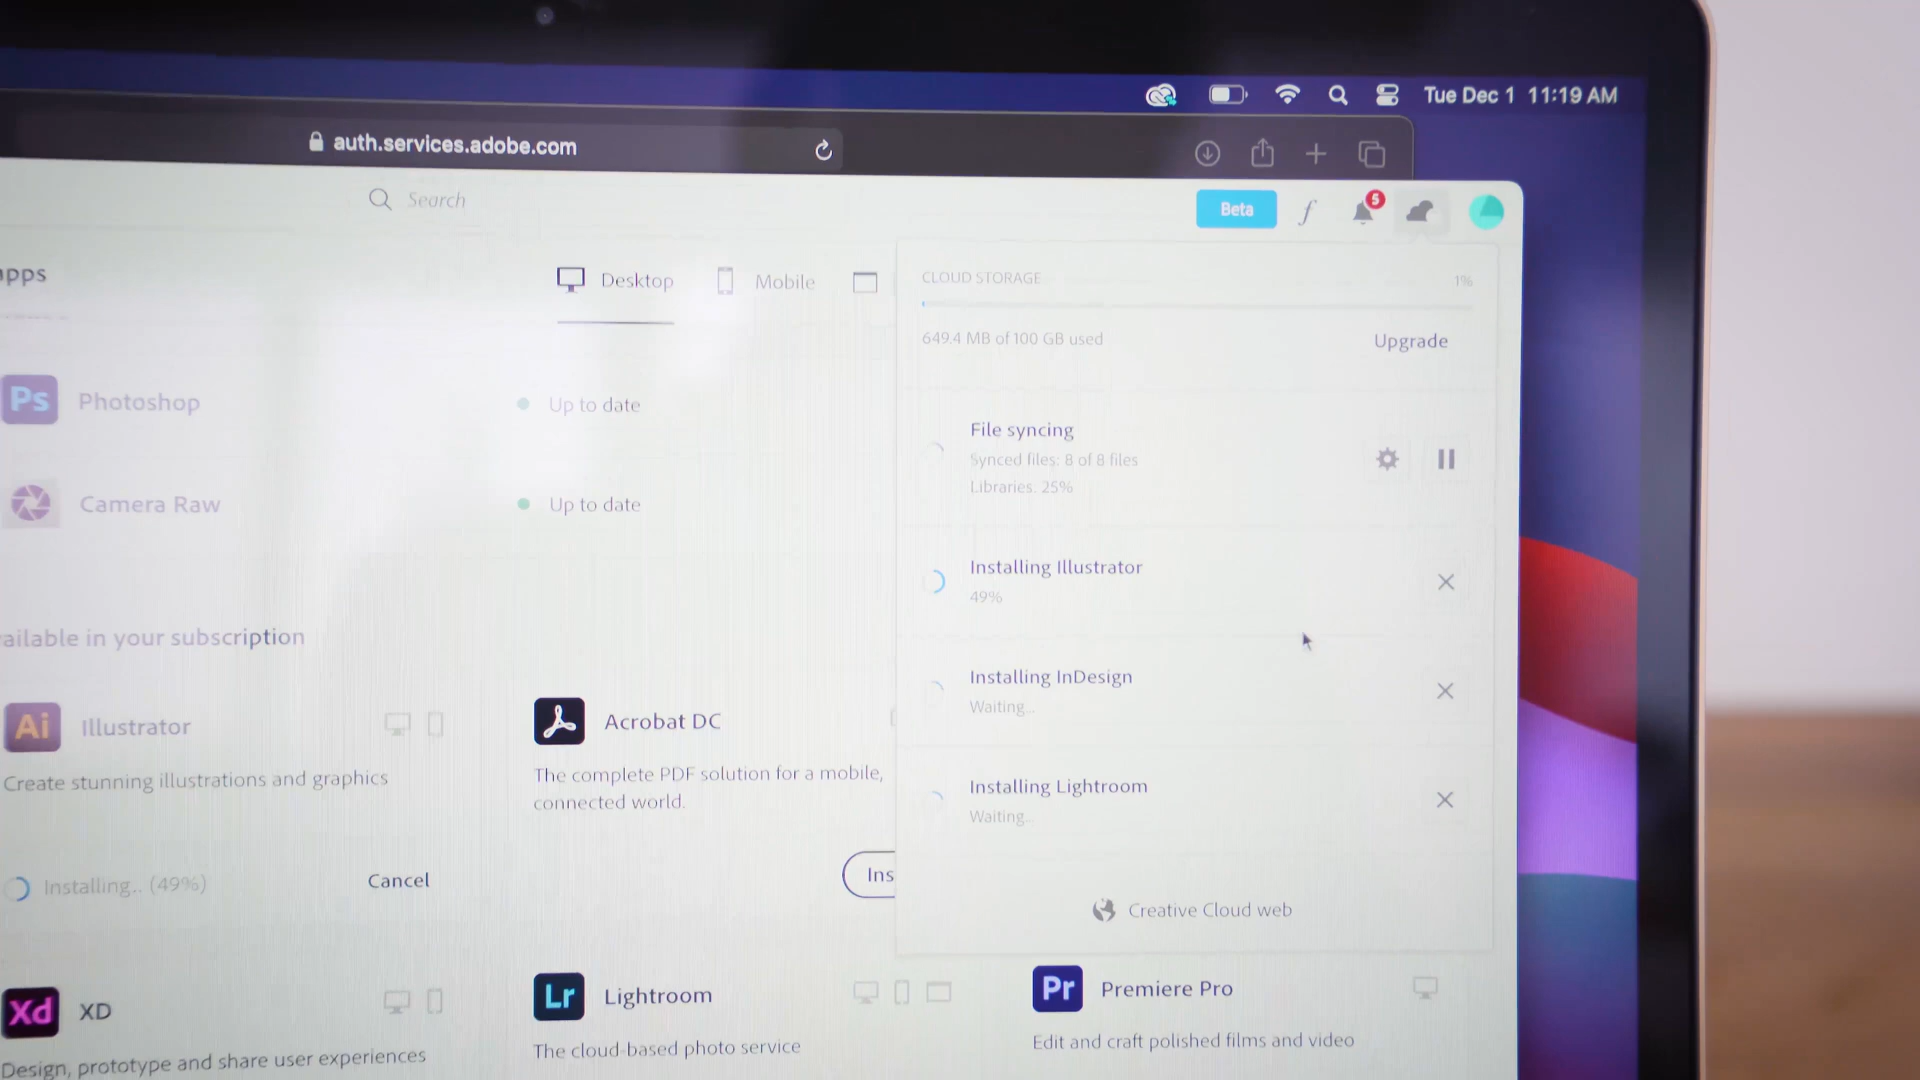 Tue Dec 1 11:19 AM
auth.services.adobe.com
Search
Beta
5
Desktop
Mobile
CLOUD STORAGE
1%
649.4 MB of 100 GB used
Upgrade
Ps Photoshop
Up to date
Camera Raw
Up to date
File syncing
Synced files: 8 of 8 files
Libraries. 25%
Installing Illustrator
49%
Installing InDesign
Waiting..
Installing Lightroom
Waiting..
Creative Cloud web
in your subscription
Ai Illustrator
Create stunning illustrations and graphics
Installing.. (49%)
Cancel
Acrobat DC
The complete PDF solution for a mobile,
connected world.
Ins
Xd XD
Design, prototype and share user experiences
Lr Lightroom
The cloud-based photo service
Pr Premiere Pro
Edit and craft polished films and video